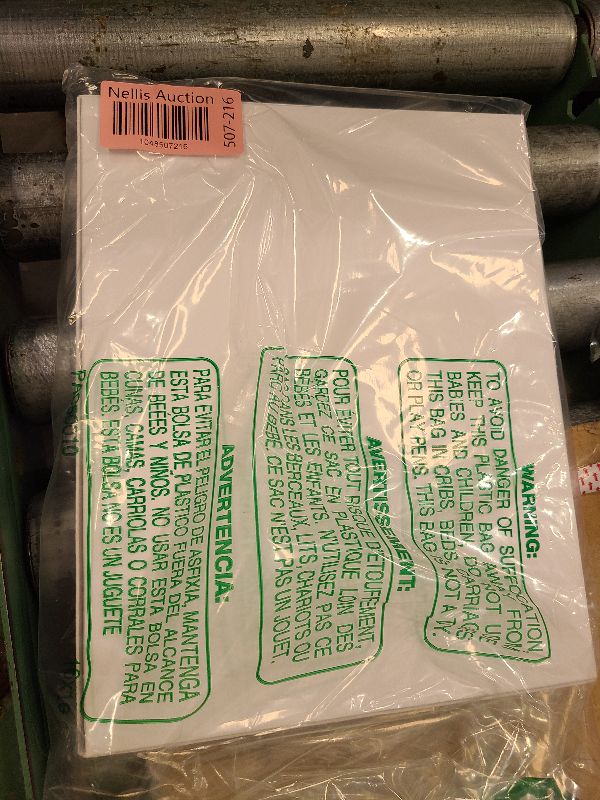 Nellis Auction
507-216
1048507216
WARNING:
TO AVOID DANGER OF SUFFOCATION,
KEEP THIS PLASTIC BAG AWAY FROM
BABIES AND CHILDREN. DO NOT USE
THIS BAG IN CRIBS, BEDS, CARRIAGES
OR PLAY PENS. THIS BAG
NOT A
AVERTISSEMENT:
POUR EVITER TOUT RISQUE D'ETOUFEMENT,
GARDEZ CE SAC EN PLASTIQUE LOIN DES
BÉBÉS ET LES ENFANTS. N'UTILISEZ PAS CE
SAC DANS LES BERCEAUX, LITS, CHARIOTS OU
PARC AU BÉBÉ. CE SAC N'EST PAS UN JOUET.
ADVERTENCIA:
PARA EVITAR EL PELIGRO DE ASFIXIA, MANTENGA
ESTA BOLSA DE PLASTICO FUERA DEL ALCANCE
DE BEBES Y NIÑOS. NO USAR ESTA BOLSA EN
CUNAS, CAMAS, CARRIOLAS O CORRALES PARA
BEBES. ESTA BOLSA NO ES UN JUGUETE